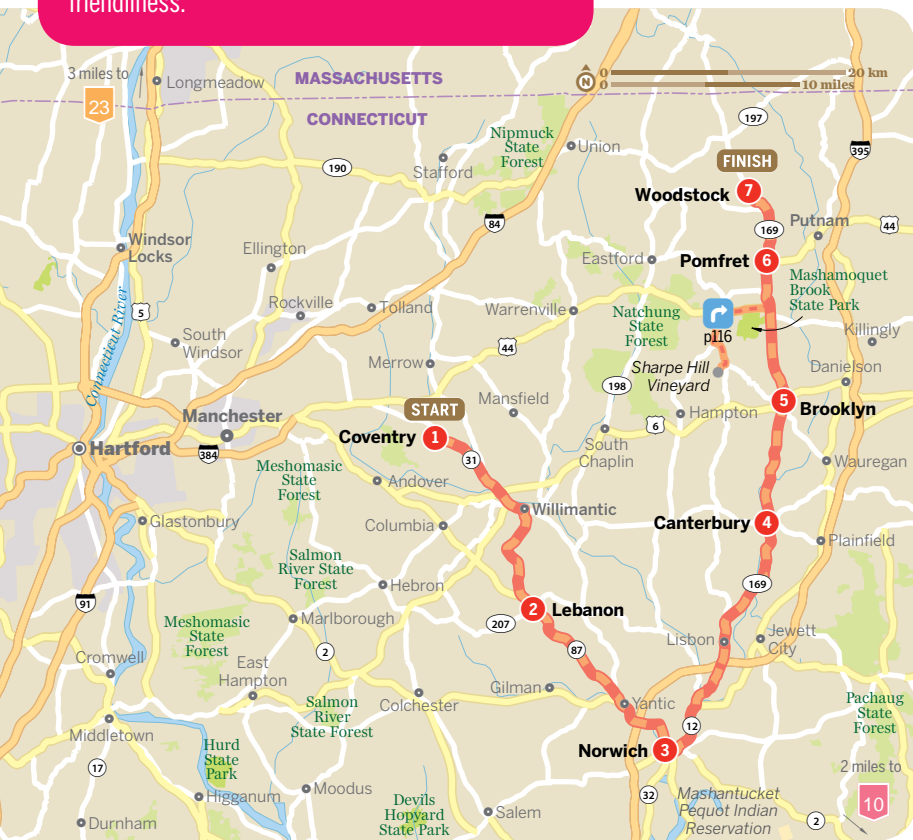 friendliness.
3 miles to
23
Longmeadow
MASSACHUSETTS
CONNECTICUT
N
0
20 km
0
10 miles
197
Nipmuck
State
Forest
Union
395
190
Stafford
FINISH
Woodstock
7
84
169
Putnam
44
Windsor
Locks
Ellington
Eastford
Pomfret
6
Mashamoquet
Brook
State Park
Connecticut River
5
Rockville
Tolland
Warrenville
Natchung
State
Forest
p116
Killingly
South
Windsor
44
Merrow
Sharpe Hill
Vineyard
Danielson
198
Manchester
START
Mansfield
Hampton
5
Brooklyn
6
Hartford
384
Coventry
1
31
South
Chaplin
Meshomasic
State
Forest
Andover
Wauregan
Willimantic
Glastonbury
Columbia
Canterbury
4
Plainfield
Salmon
River State
Forest
Hebron
169
91
Lebanon
2
207
Meshomasic
State
Forest
Marlborough
87
Lisbon
Jewett
City
2
Cromwell
East
Hampton
Gilman
Colchester
Yantic
Salmon
River
State Forest
12
Pachaug
State
Forest
Middletown
Norwich
3
Hurd
State
Park
17
2 miles to
10
Higganum
Moodus
32
Mashantucket
Pequot Indian
Reservation
Devils
Hopyard
State Park
Salem
2
Durnham